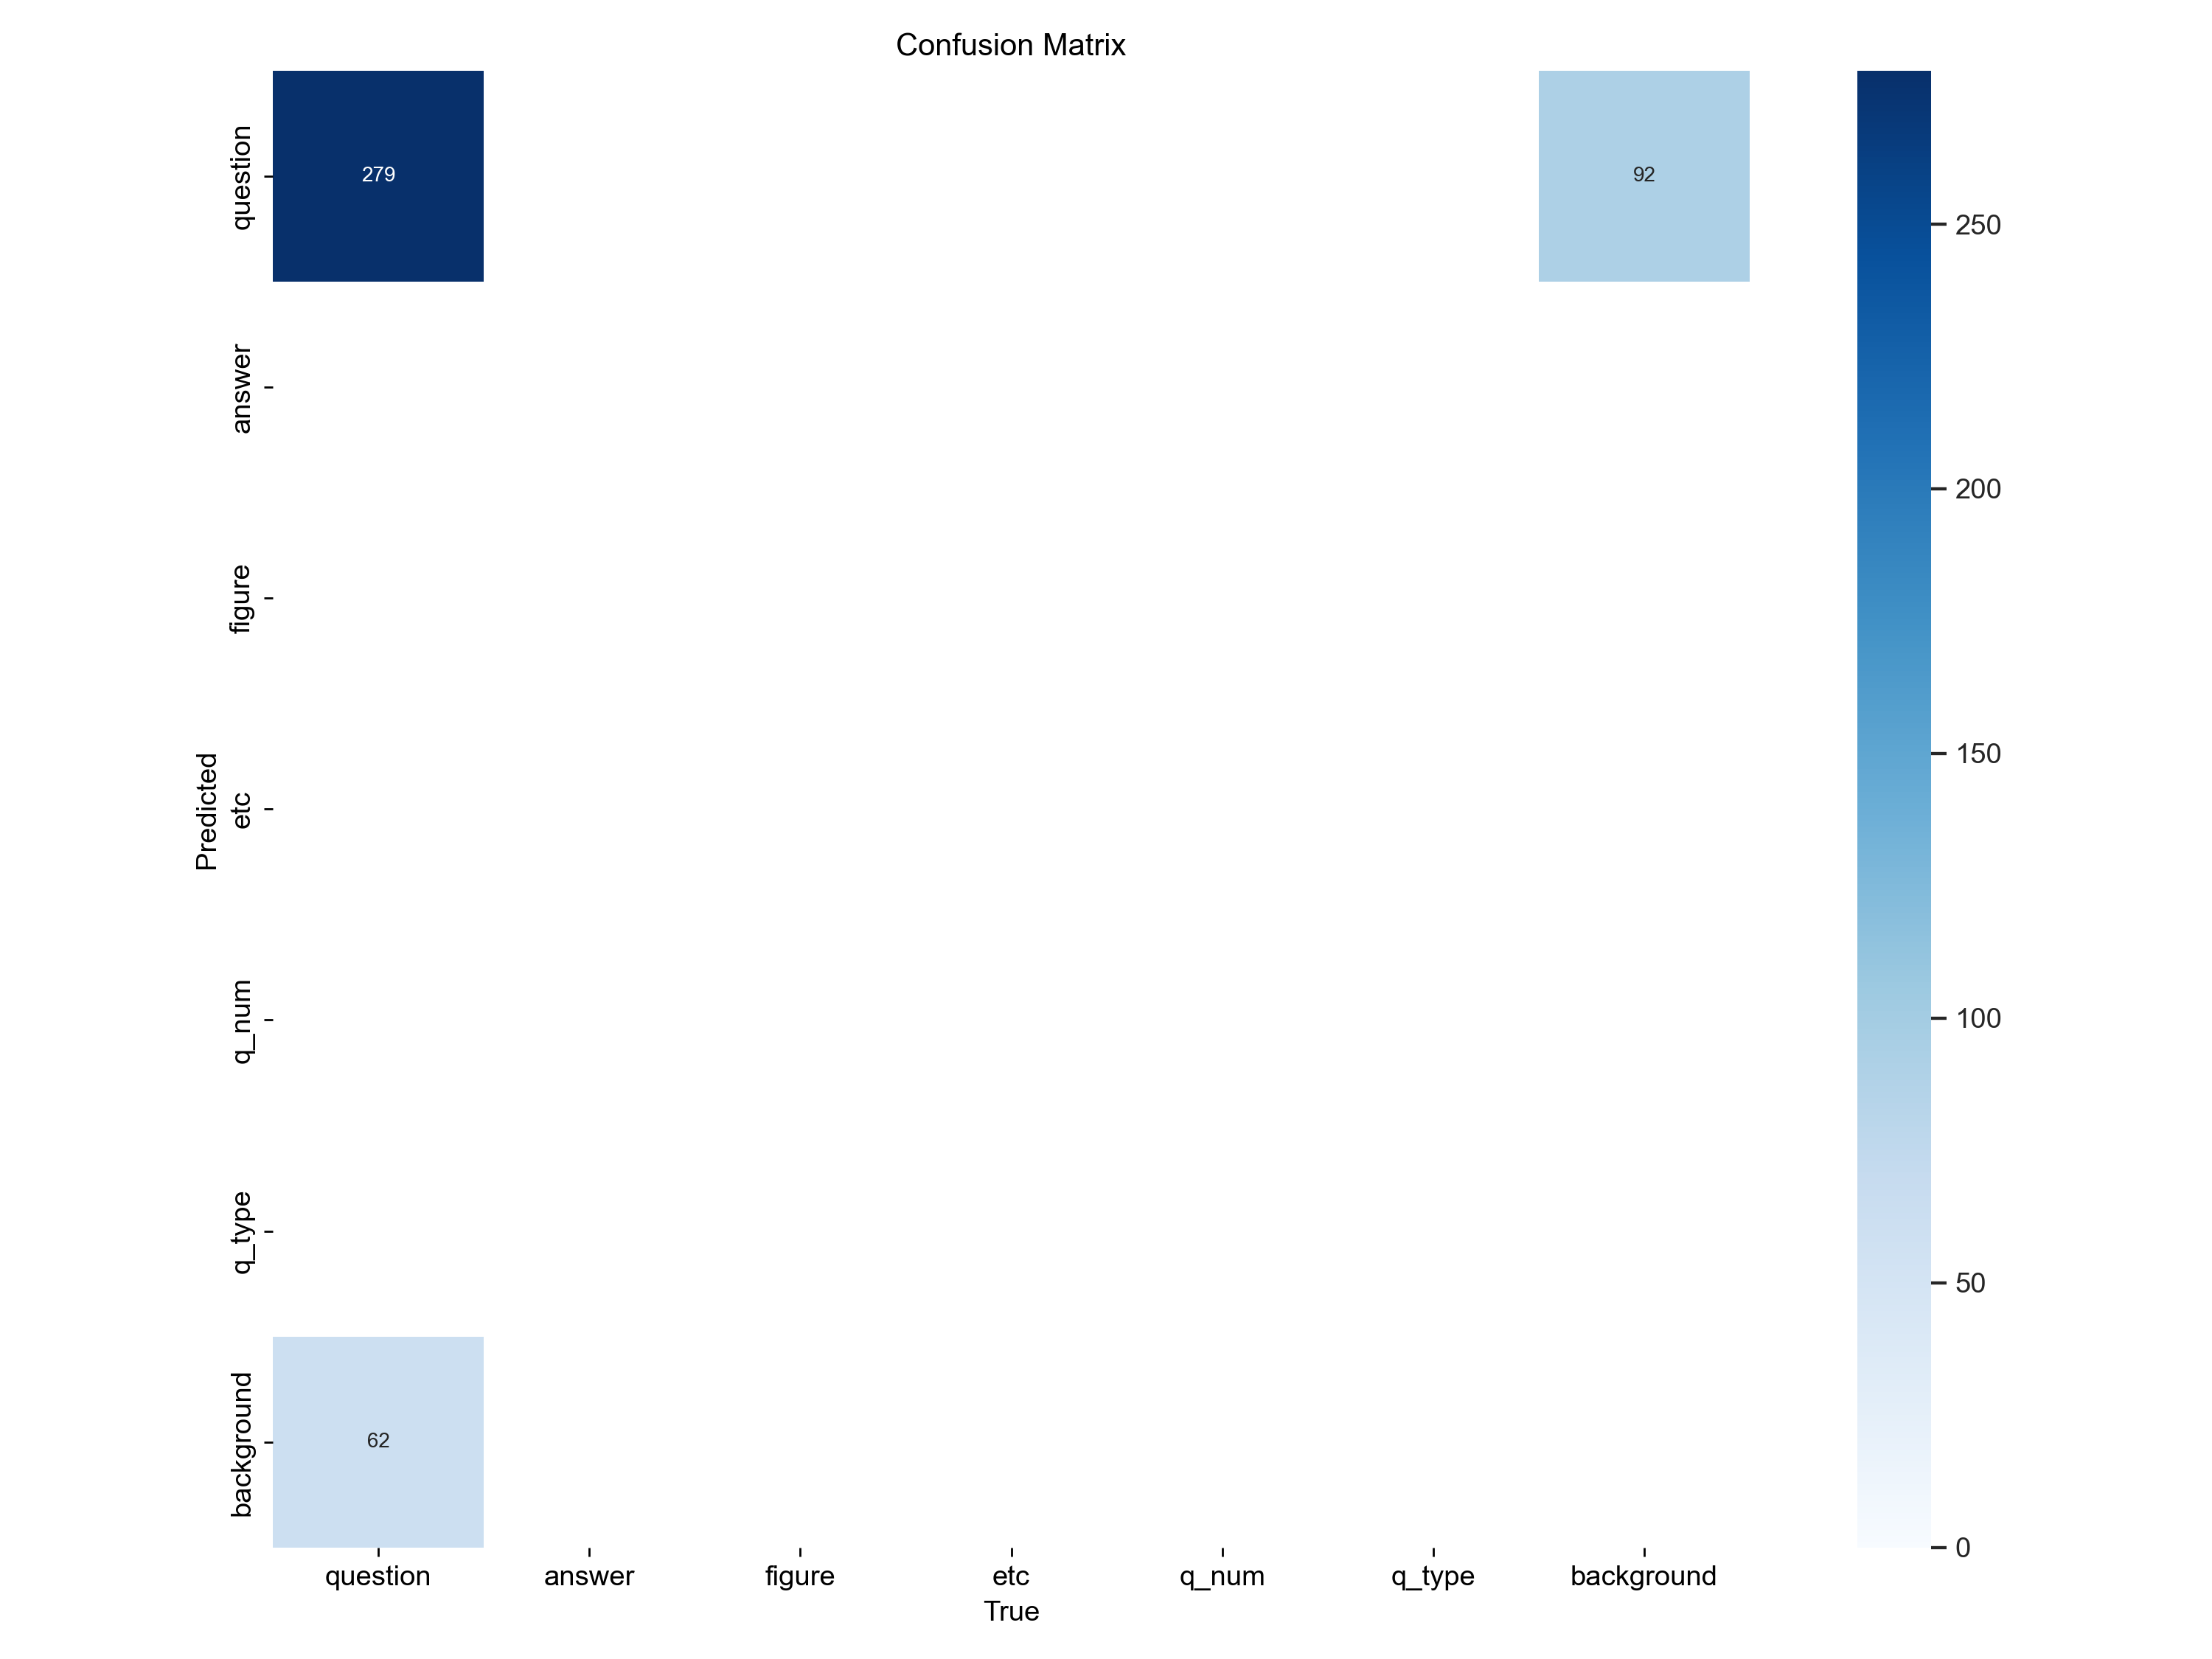 Confusion Matrix
question
279
92
answer
figure
etc
q_num
q_type
background
62
Predicted
question answer figure etc q_num q_type background
True
250
200
150
100
50
0